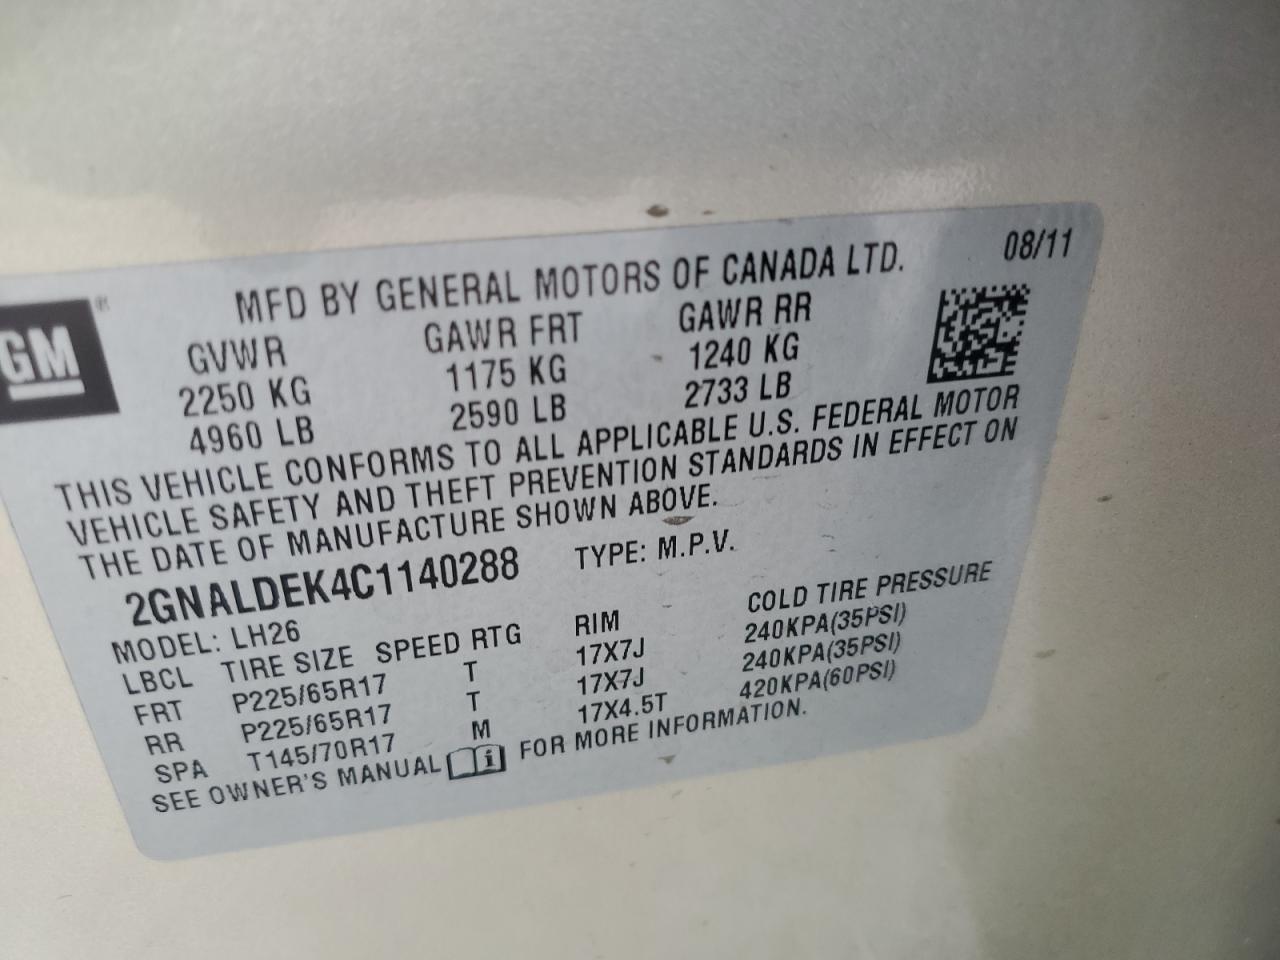 08/11
MFD BY GENERAL MOTORS OF CANADA LTD.
GM ®
GVWR GAWR FRT GAWR RR
2250 KG 1175 KG 1240 KG
4960 LB 2590 LB 2733 LB
THIS VEHICLE CONFORMS TO ALL APPLICABLE U.S. FEDERAL MOTOR
VEHICLE SAFETY AND THEFT PREVENTION STANDARDS IN EFFECT ON
THE DATE OF MANUFACTURE SHOWN ABOVE.
2GNALDEK4C1140288 TYPE: M.P.V.
MODEL: LH26
LBCL TIRE SIZE SPEED RTG RIM COLD TIRE PRESSURE
FRT P225/65R17 T 17X7J 240KPA(35PSI)
RR P225/65R17 T 17X7J 240KPA(35PSI)
SPA T145/70R17 M 17X4.5T 420KPA(60PSI)
SEE OWNER'S MANUAL i FOR MORE INFORMATION.